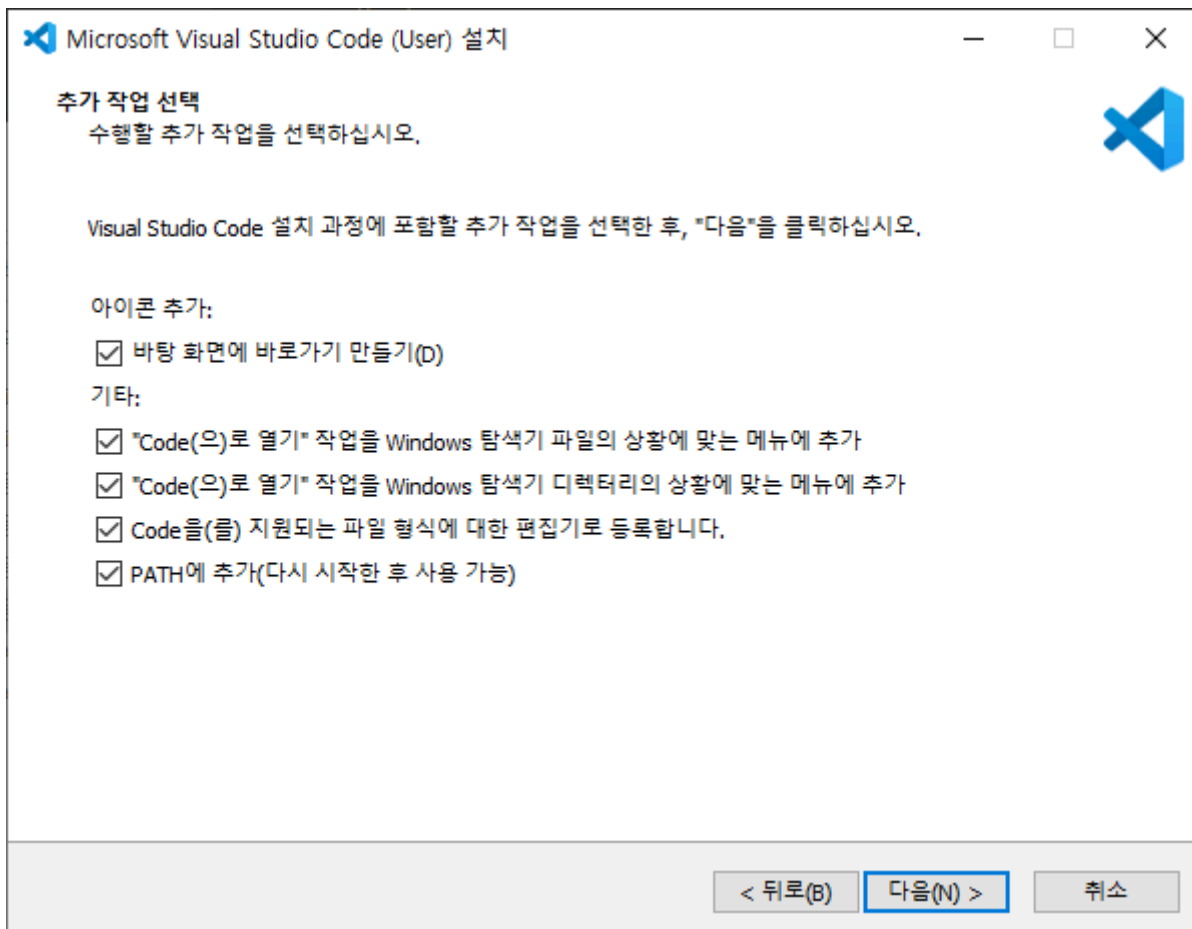 Microsoft Visual Studio Code (User) 설치
추가 작업 선택
수행할 추가 작업을 선택하십시오.
Visual Studio Code 설치 과정에 포함할 추가 작업을 선택한 후, "다음"을 클릭하십시오.
아이콘 추가:
바탕 화면에 바로가기 만들기(D)
기타:
"Code(으)로 열기" 작업을 Windows 탐색기 파일의 상황에 맞는 메뉴에 추가
"Code(으)로 열기" 작업을 Windows 탐색기 디렉터리의 상황에 맞는 메뉴에 추가
Code을(를) 지원되는 파일 형식에 대한 편집기로 등록합니다.
PATH에 추가(다시 시작한 후 사용 가능)
< 뒤로(B) 다음(N) > 취소